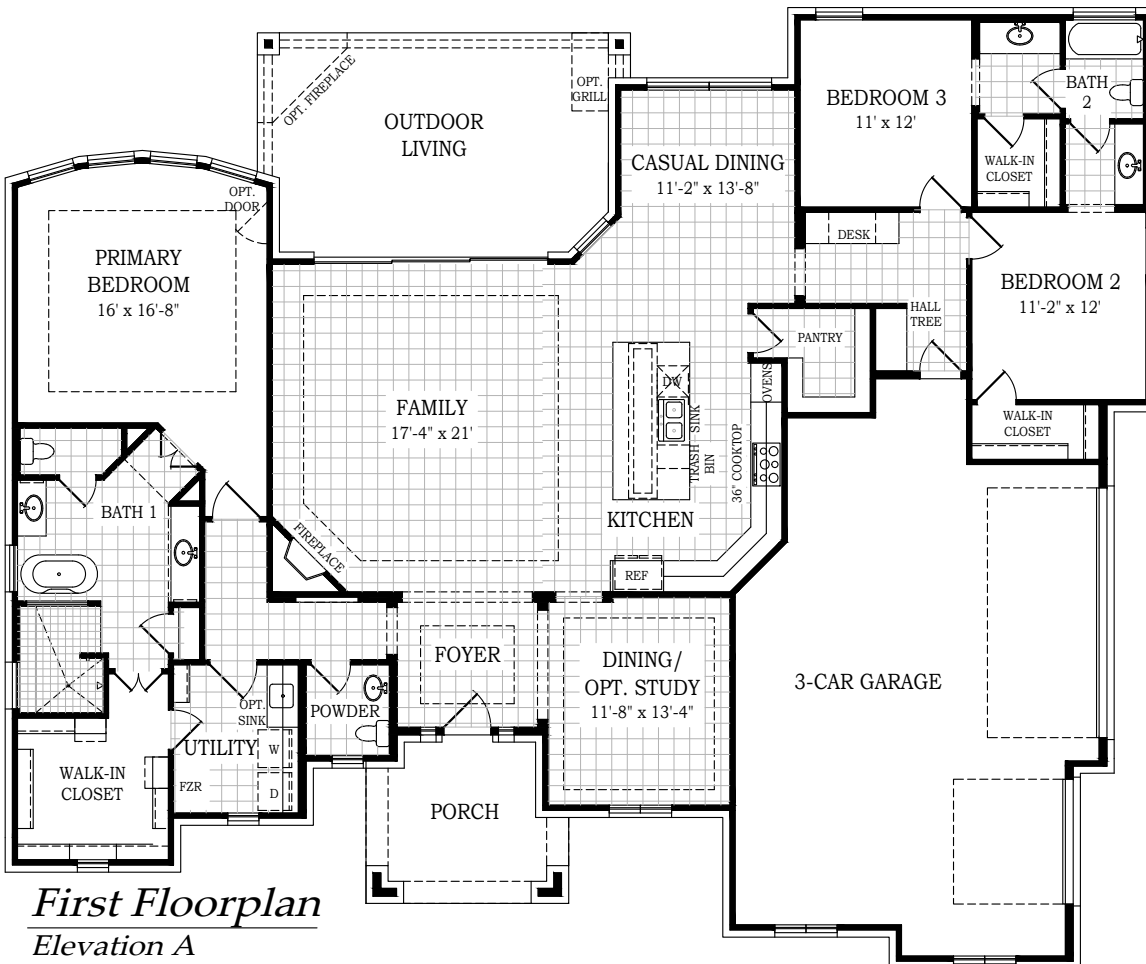 OPT. FIREPLACE
OPT.
GRILL
OUTDOOR
LIVING
BEDROOM 3
11' x 12'
BATH
2
WALK-IN
CLOSET
CASUAL DINING
11'-2" x 13'-8"
OPT.
DOOR
PRIMARY
BEDROOM
16' x 16'-8"
DESK
BEDROOM 2
11'-2" x 12'
HALL
TREE
PANTRY
OVENS
DW
SINK
TRASH
BIN
36" COOKTOP
FAMILY
17'-4" x 21'
WALK-IN
CLOSET
BATH 1
KITCHEN
FIREPLACE
REF
FOYER
DINING/
OPT. STUDY
11'-8" x 13'-4"
3-CAR GARAGE
OPT.
SINK
POWDER
UTILITY
W
D
FZR
WALK-IN
CLOSET
PORCH
First Floorplan
Elevation A